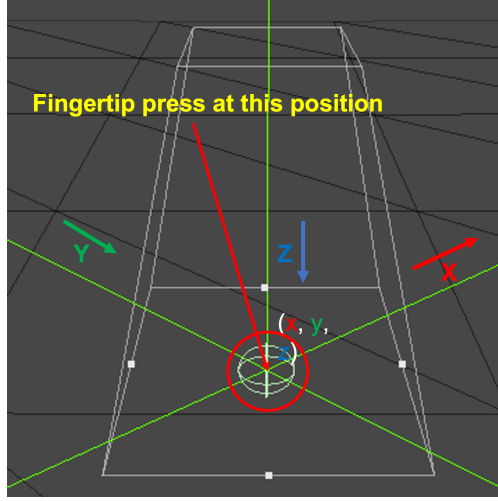 Fingertip press at this position
Y
Z
X
(x, y,
z)